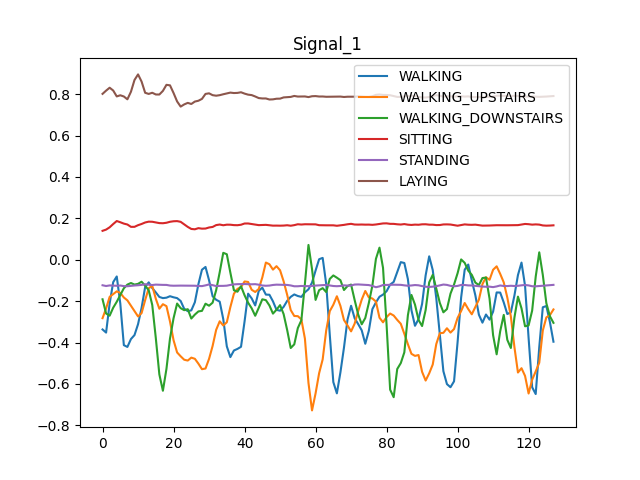 Signal_1
WALKING
WALKING_UPSTAIRS
WALKING_DOWNSTAIRS
SITTING
STANDING
LAYING
0.8
0.6
0.4
0.2
0.0
−0.2
−0.4
−0.6
−0.8
0 20 40 60 80 100 120